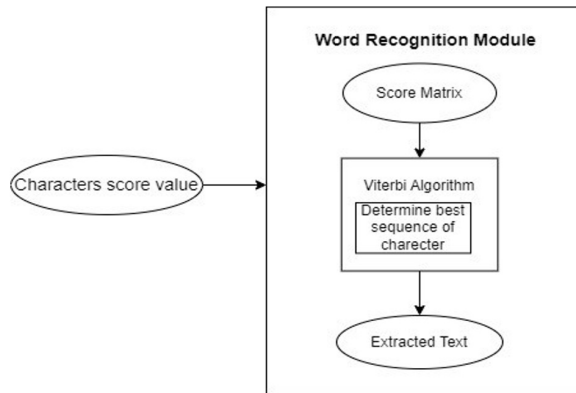 Word Recognition Module
Score Matrix
Characters score value
Viterbi Algorithm
Determine best
sequence of
charecter
Extracted Text